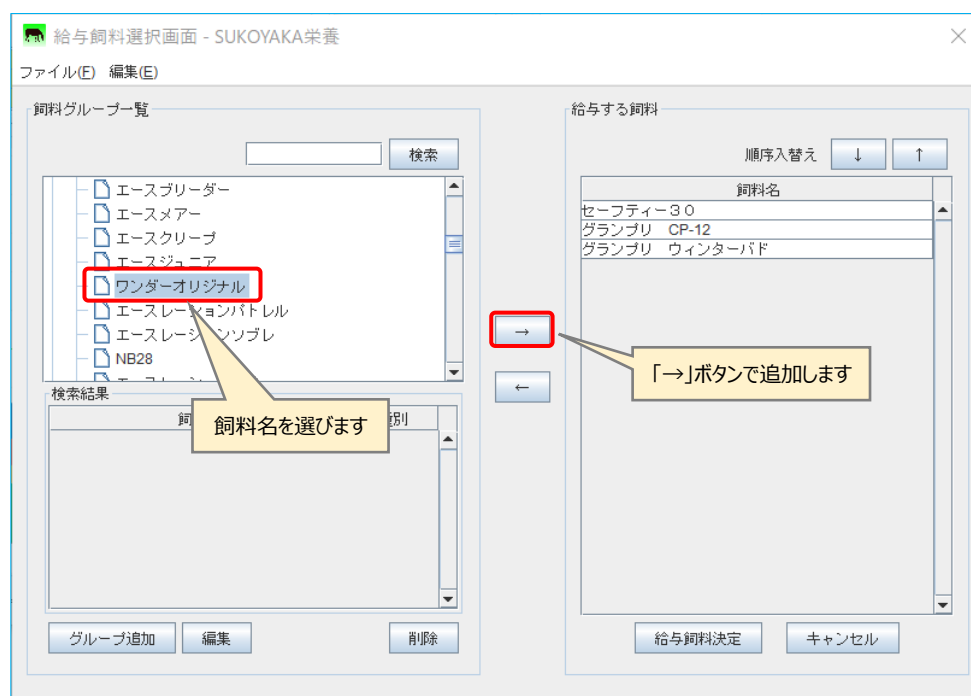 給与飼料選択画面 - SUKOYAKA栄養
ファイル(F) 編集(E)
飼料グループ一覧
検索
エースブリーダー
エースメアー
エースクリープ
エースジュニア
ワンダーオリジナル
エースレーションパトレル
エースレーションソブレ
NB28
検索結果
飼
種別
飼料名を選びます
グループ追加
編集
削除
→
←
「→」ボタンで追加します
給与する飼料
順序入替え ↓ ↑
飼料名
セーフティー30
グランプリ CP-12
グランプリ ウィンターバド
給与飼料決定
キャンセル